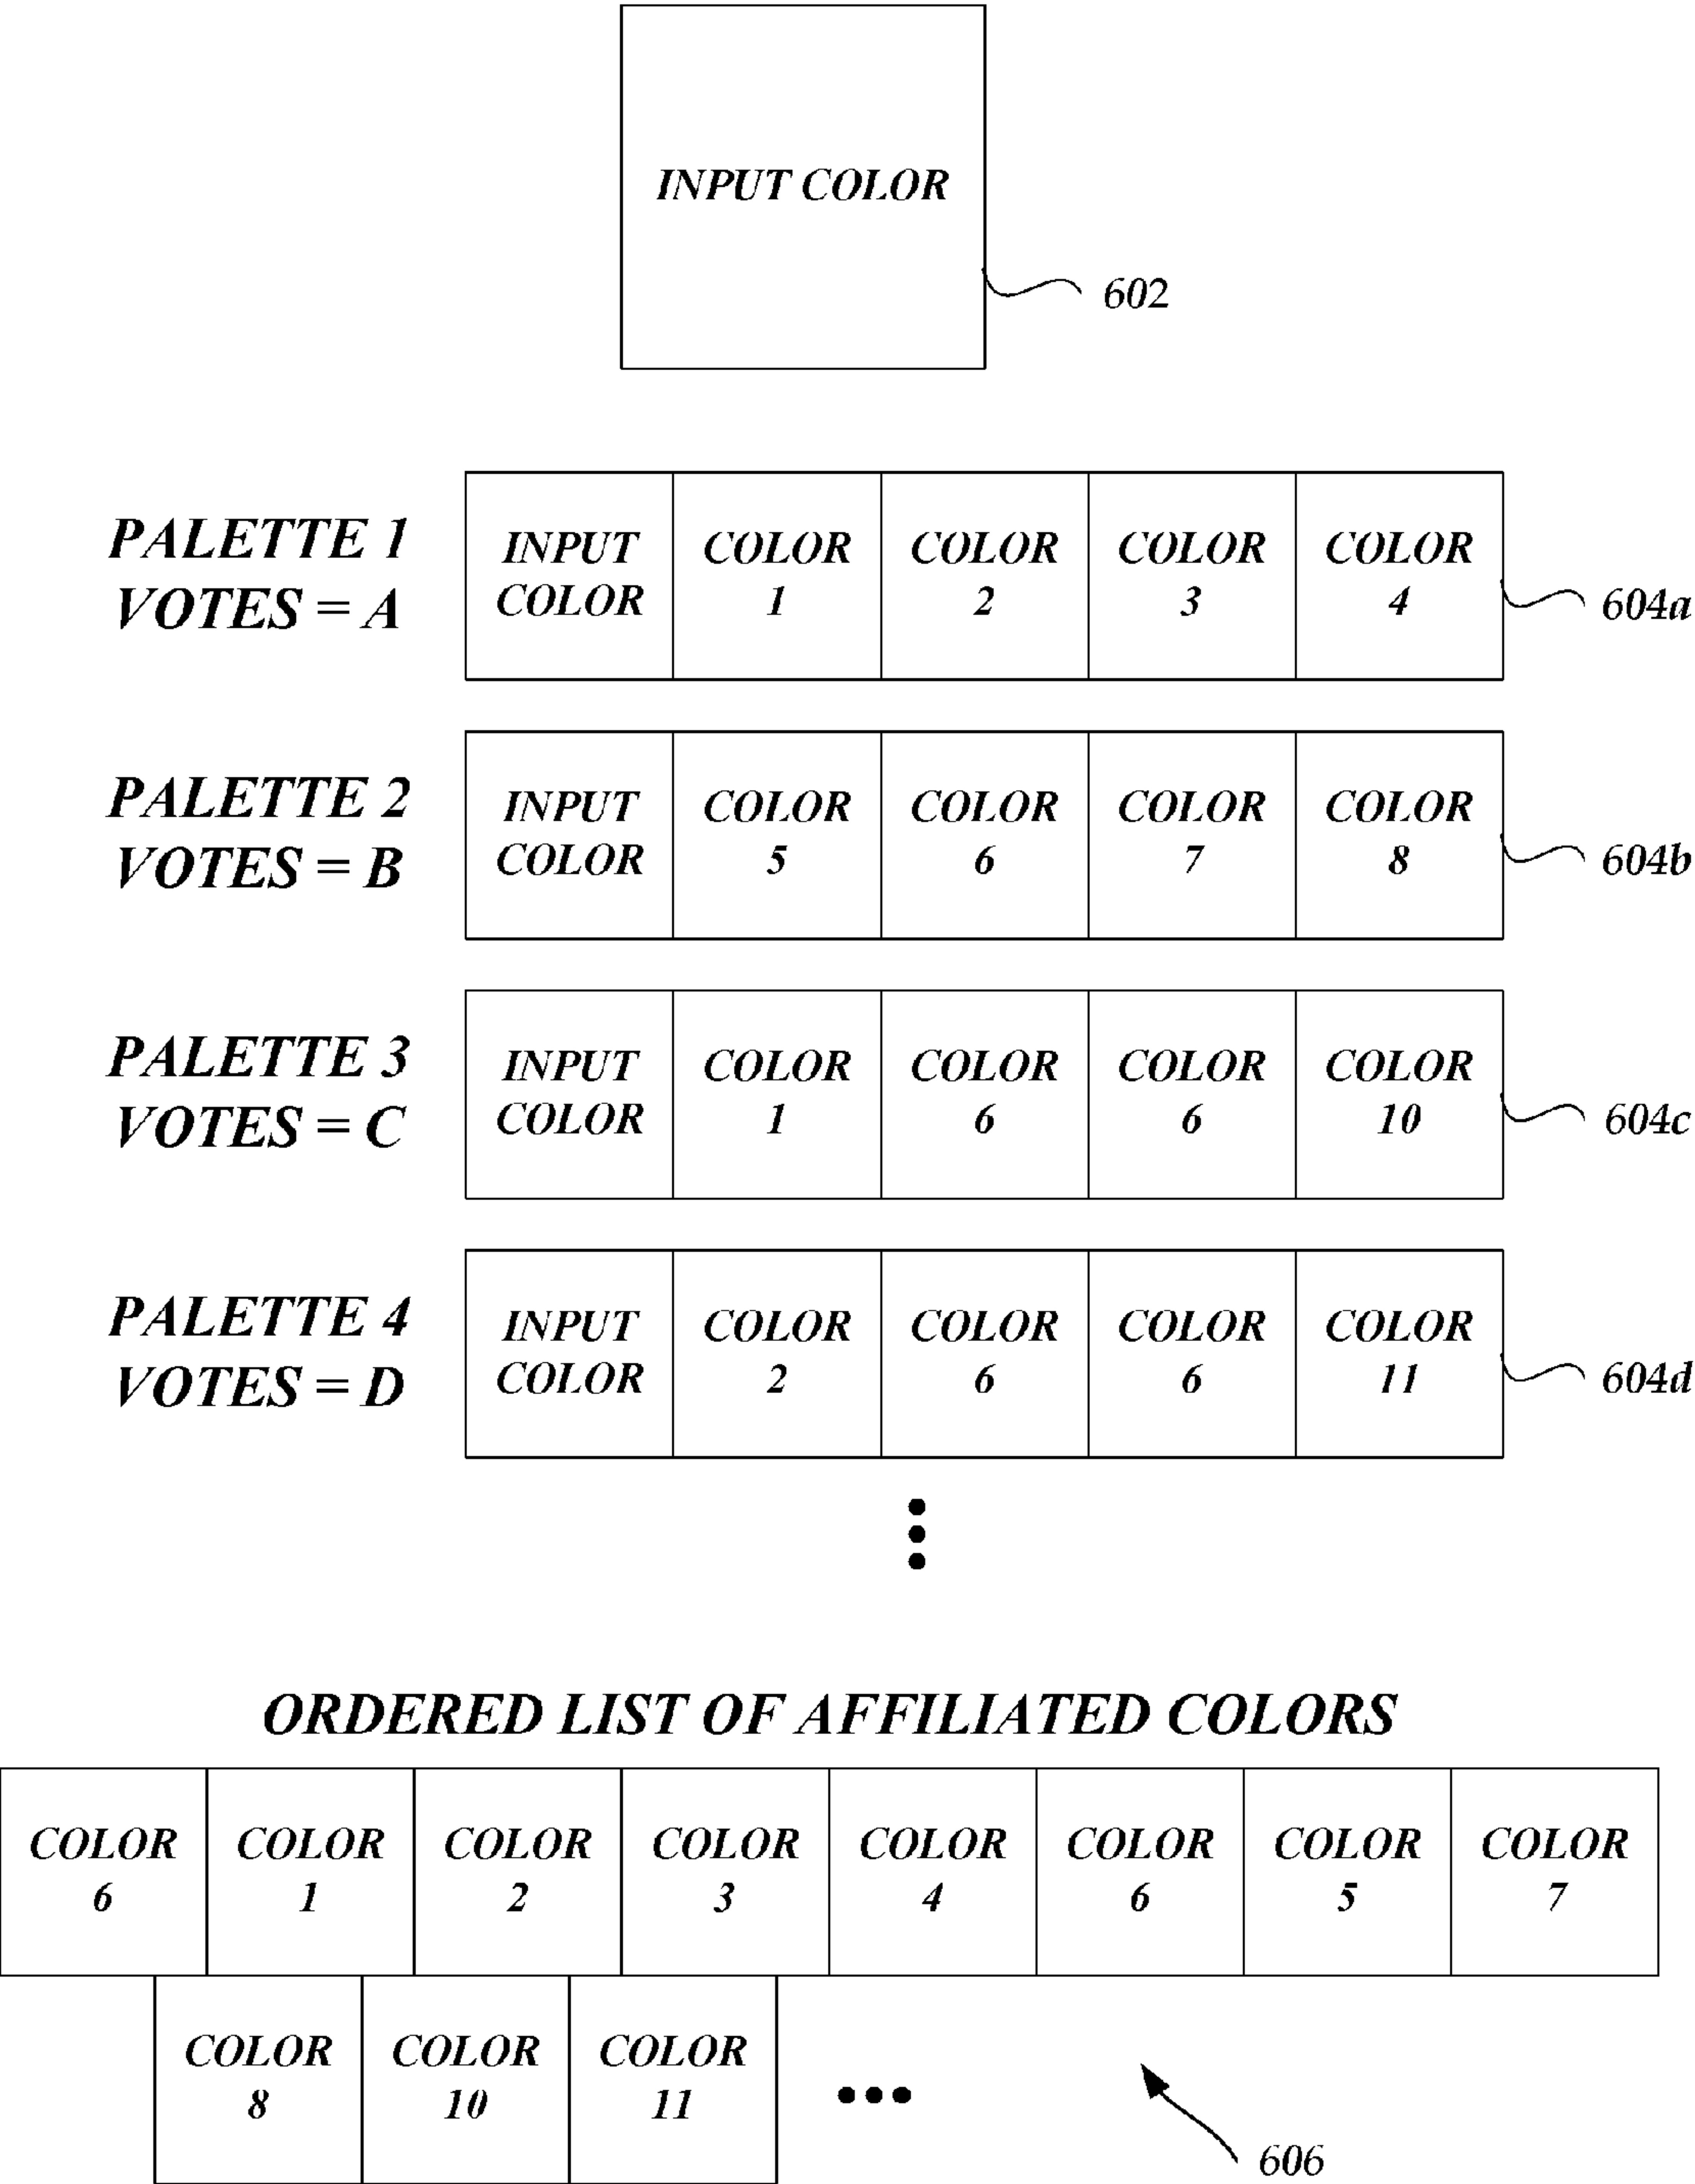 INPUT COLOR
602
PALETTE 1
VOTES = A
INPUT COLOR
COLOR 1
COLOR 2
COLOR 3
COLOR 4
604a
PALETTE 2
VOTES = B
INPUT COLOR
COLOR 5
COLOR 6
COLOR 7
COLOR 8
604b
PALETTE 3
VOTES = C
INPUT COLOR
COLOR 1
COLOR 6
COLOR 6
COLOR 10
604c
PALETTE 4
VOTES = D
INPUT COLOR
COLOR 2
COLOR 6
COLOR 6
COLOR 11
604d
ORDERED LIST OF AFFILIATED COLORS
COLOR 6
COLOR 1
COLOR 2
COLOR 3
COLOR 4
COLOR 6
COLOR 5
COLOR 7
COLOR 8
COLOR 10
COLOR 11
606